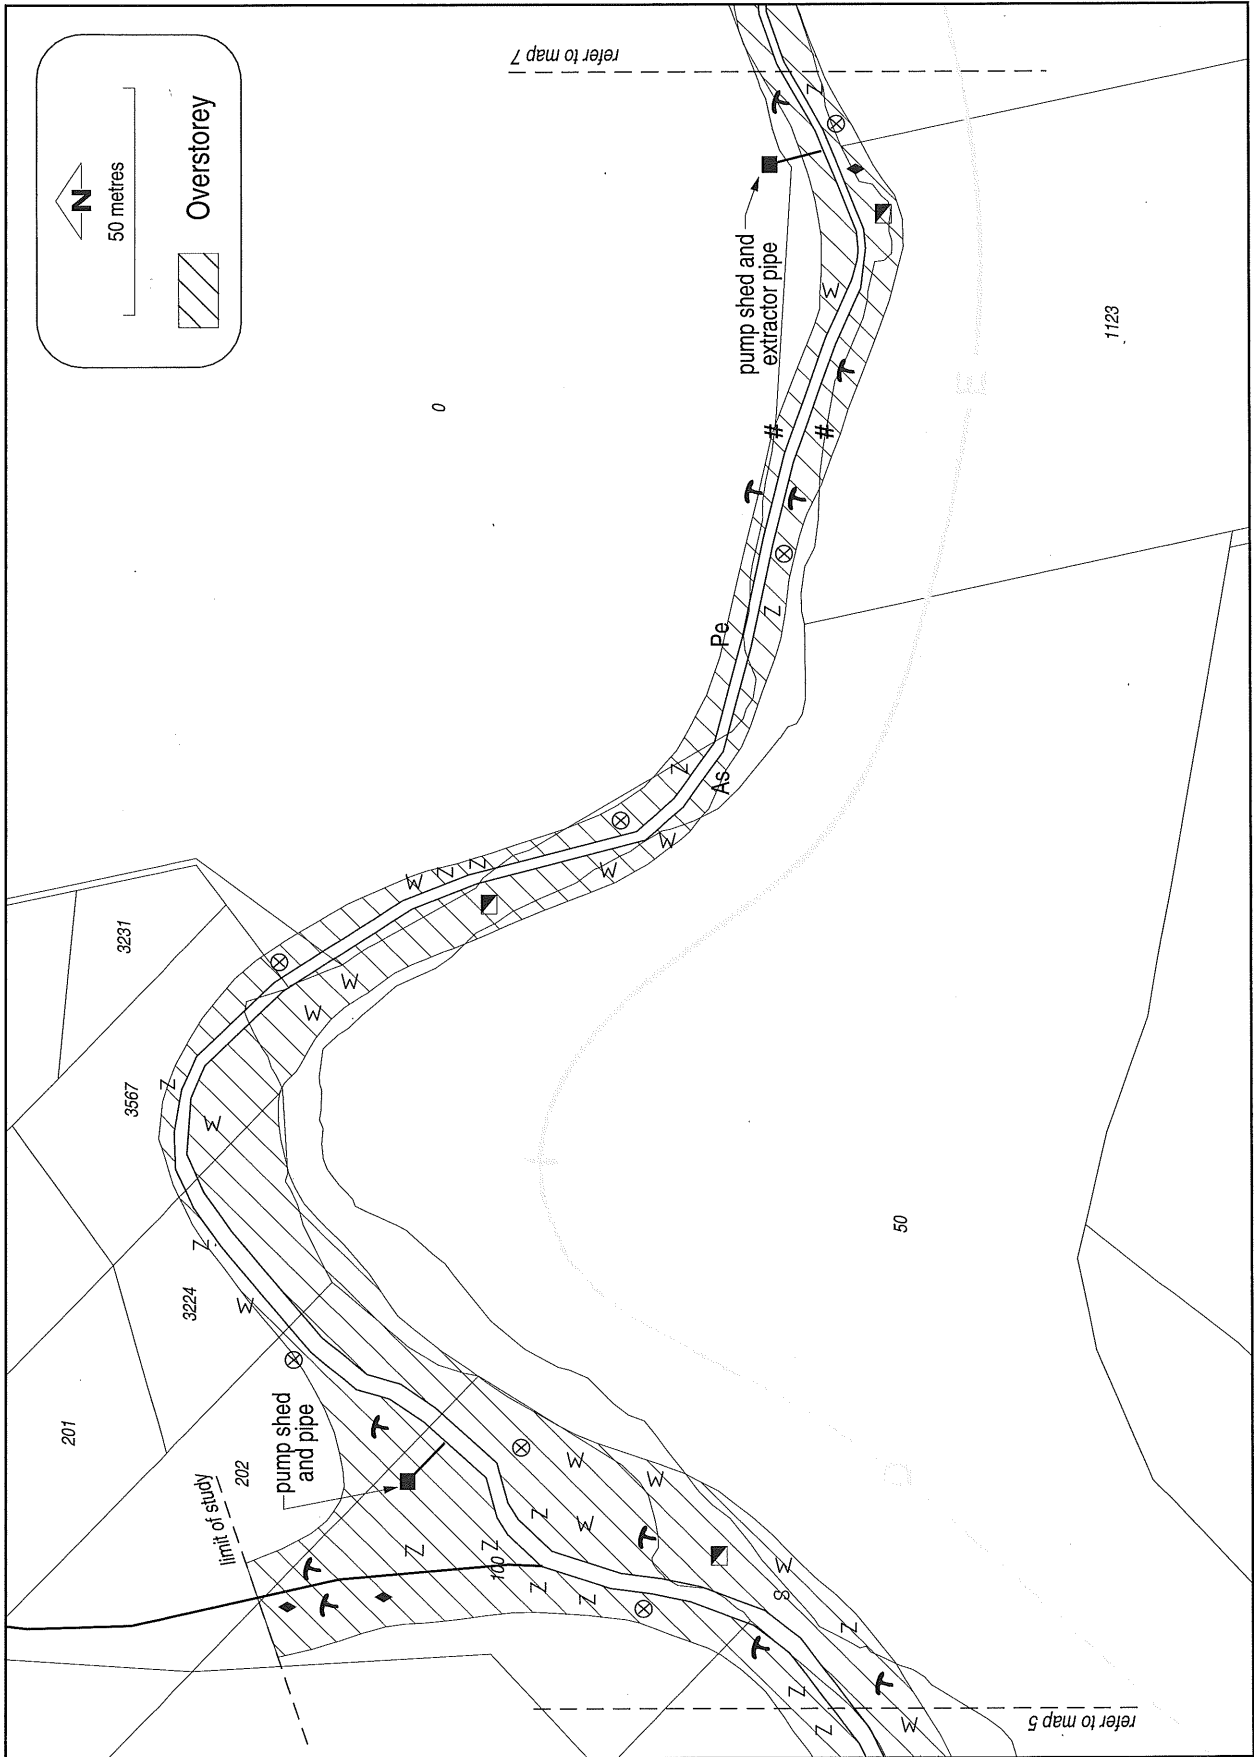 N
50 metres
Overstorey
refer to map 7
pump shed and
extractor pipe
0
1123
#
#
Z
W
Z
Pe
As
Z
W
W
Z
Z
W
W
W
3231
3567
Z
W
Z
3224
W
50
201
202
limit of study
pump shed
and pipe
W
W
Z
W
Z
Z
100
Z
Z
W
S
Z
Z
Z
W
refer to map 5